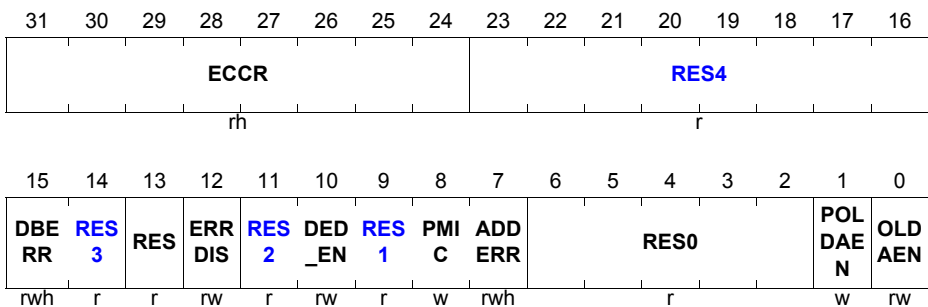 31 30 29 28 27 26 25 24 23 22 21 20 19 18 17 16
ECCR RES4
rh r
15 14 13 12 11 10 9 8 7 6 5 4 3 2 1 0
DBE RES RES ERR RES DED RES PMI ADD RES0 POL OLD
RR 3 DIS 2 _EN 1 C ERR DAE AEN
N
rwh r r rw r rw r w rwh r w rw